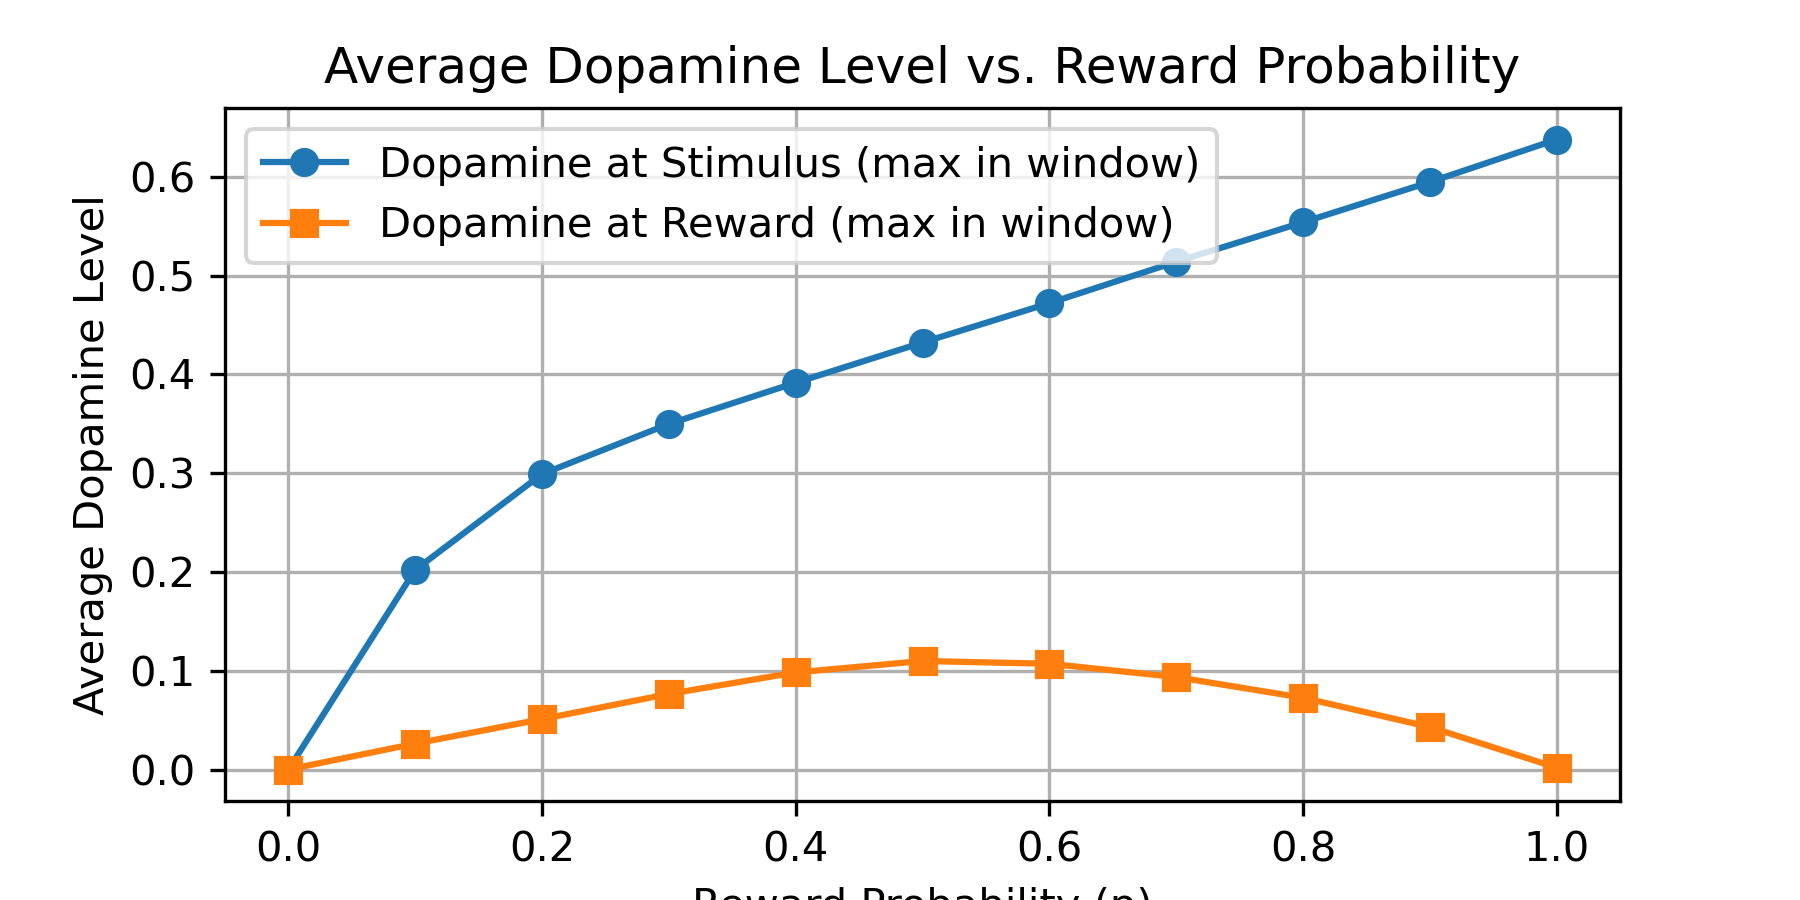 Average Dopamine Level vs. Reward Probability
Dopamine at Stimulus (max in window)
Dopamine at Reward (max in window)
Average Dopamine Level
0.6
0.5
0.4
0.3
0.2
0.1
0.0
0.0 0.2 0.4 0.6 0.8 1.0
Reward Probability (p)